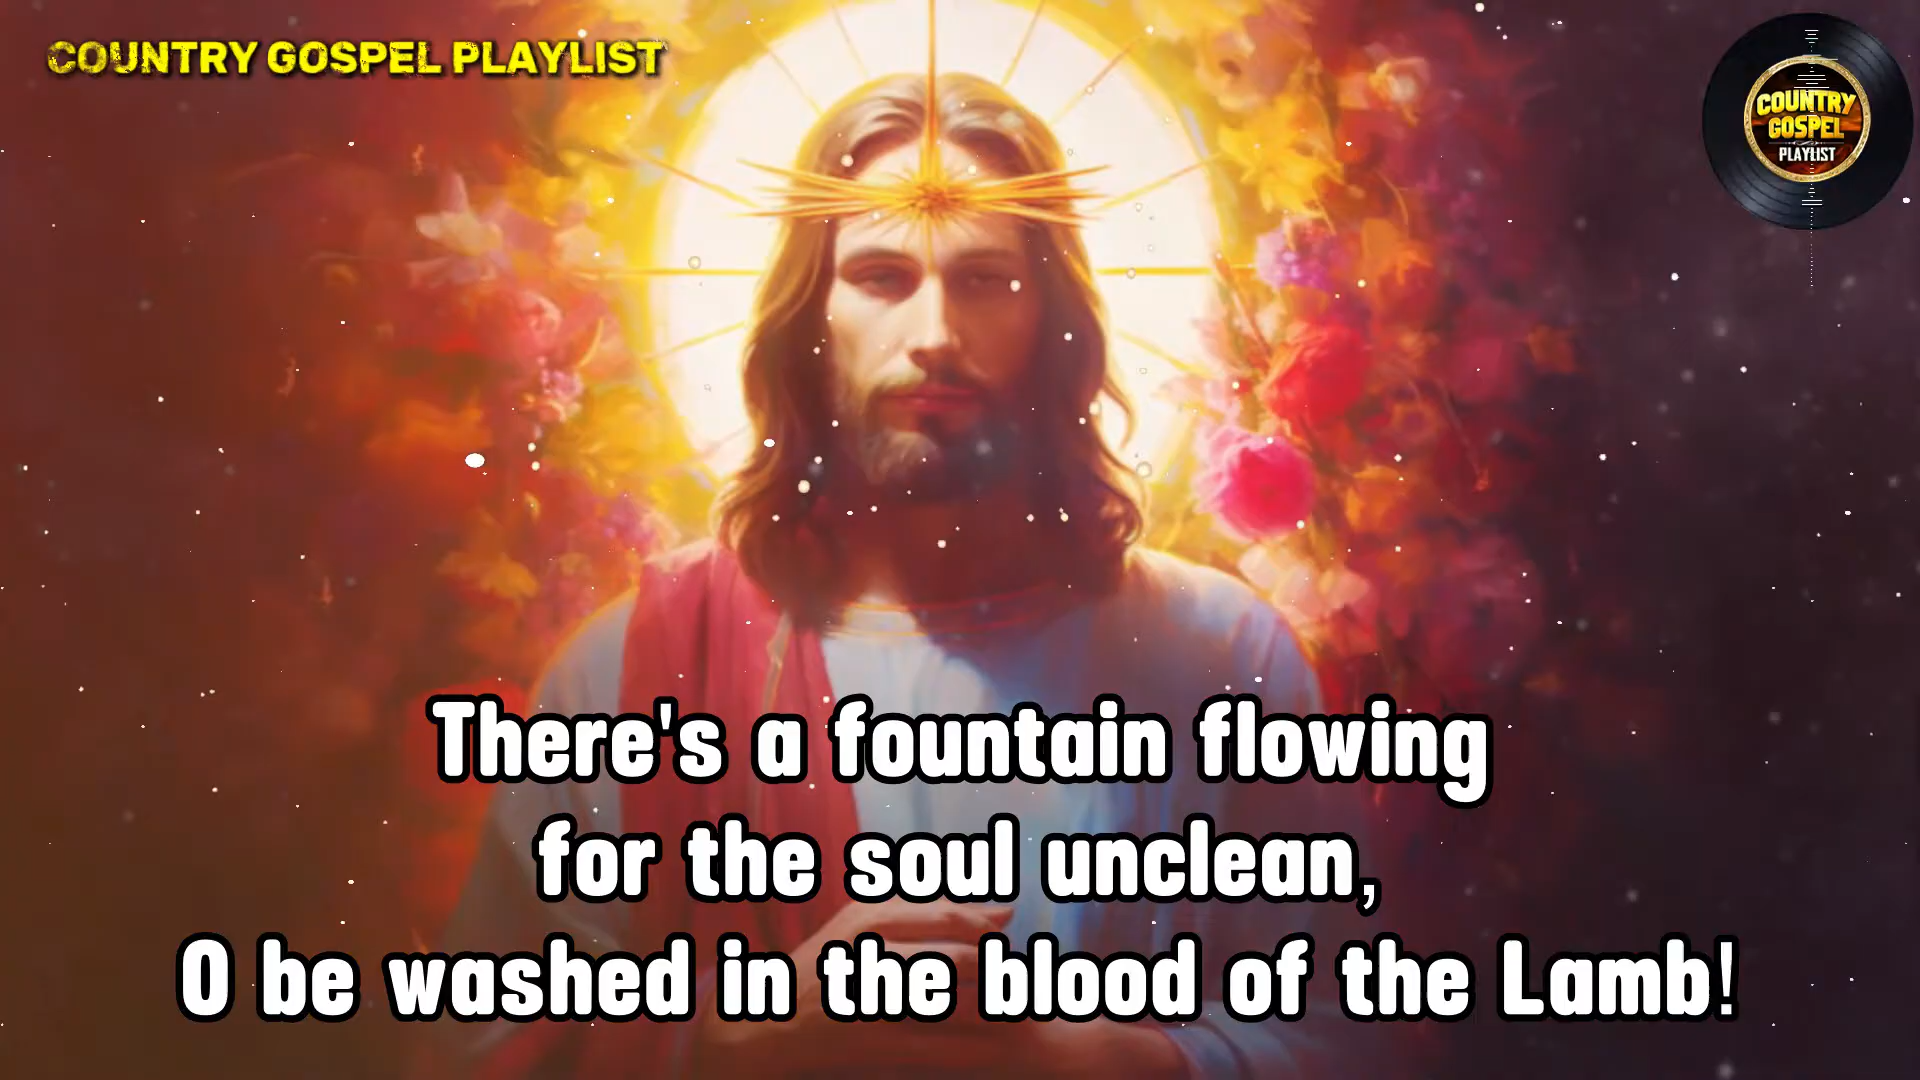 COUNTRY GOSPEL PLAYLIST
COUNTRY
GOSPEL
PLAYLIST
There's a fountain flowing
for the soul unclean,
O be washed in the blood of the Lamb!